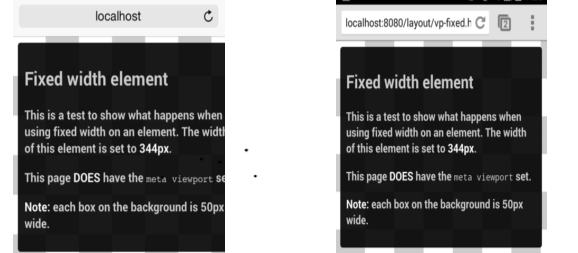 localhost
Fixed width element
This is a test to show what happens when
using fixed width on an element. The width
of this element is set to 344px.
This page DOES have the meta viewport se
Note: each box on the background is 50px
wide.
localhost:8080/layout/vp-fixed.h
2
Fixed width element
This is a test to show what happens when
using fixed width on an element. The width
of this element is set to 344px.
This page DOES have the meta viewport set.
Note: each box on the background is 50px
wide.